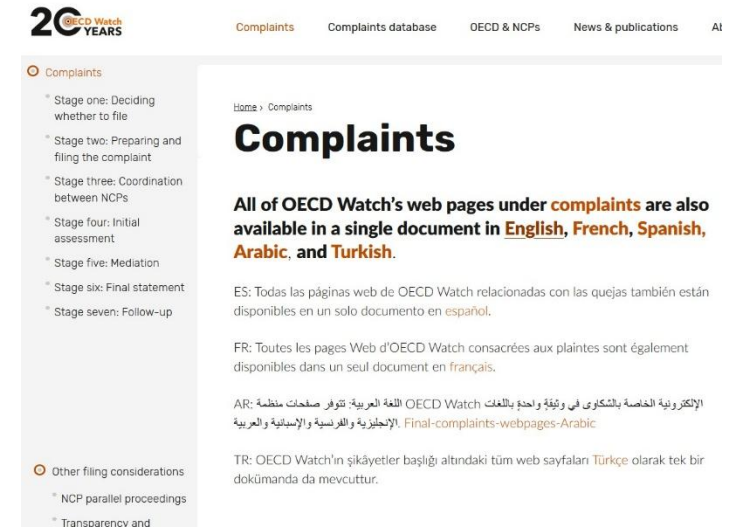 20 OECD Watch
YEARS
Complaints
Complaints database
OECD & NCPs
News & publications
Complaints
Stage one: Deciding
whether to file
Stage two: Preparing and
filing the complaint
Stage three: Coordination
between NCPs
Stage four: Initial
assessment
Stage five: Mediation
Stage six: Final statement
Stage seven: Follow-up
Other filing considerations
NCP parallel proceedings
Transparency and
Home › Complaints
Complaints
All of OECD Watch's web pages under complaints are also
available in a single document in English, French, Spanish,
Arabic, and Turkish.
ES: Todas las páginas web de OECD Watch relacionadas con las quejas también están
disponibles en un solo documento en español.
FR: Toutes les pages Web d'OECD Watch consacrées aux plaintes sont également
disponibles dans un seul document en français.
AR: اللغة العربية: تتوفر صفحات منظمة OECD Watch الإلكترونية الخاصة بالشكاوى في وثيقةٍ واحدةٍ باللغات
الإنجليزية والفرنسية والإسبانية والعربية. Final-complaints-webpages-Arabic
TR: OECD Watch'ın şikâyetler başlığı altındaki tüm web sayfaları Türkçe olarak tek bir
dokümanda da mevcuttur.